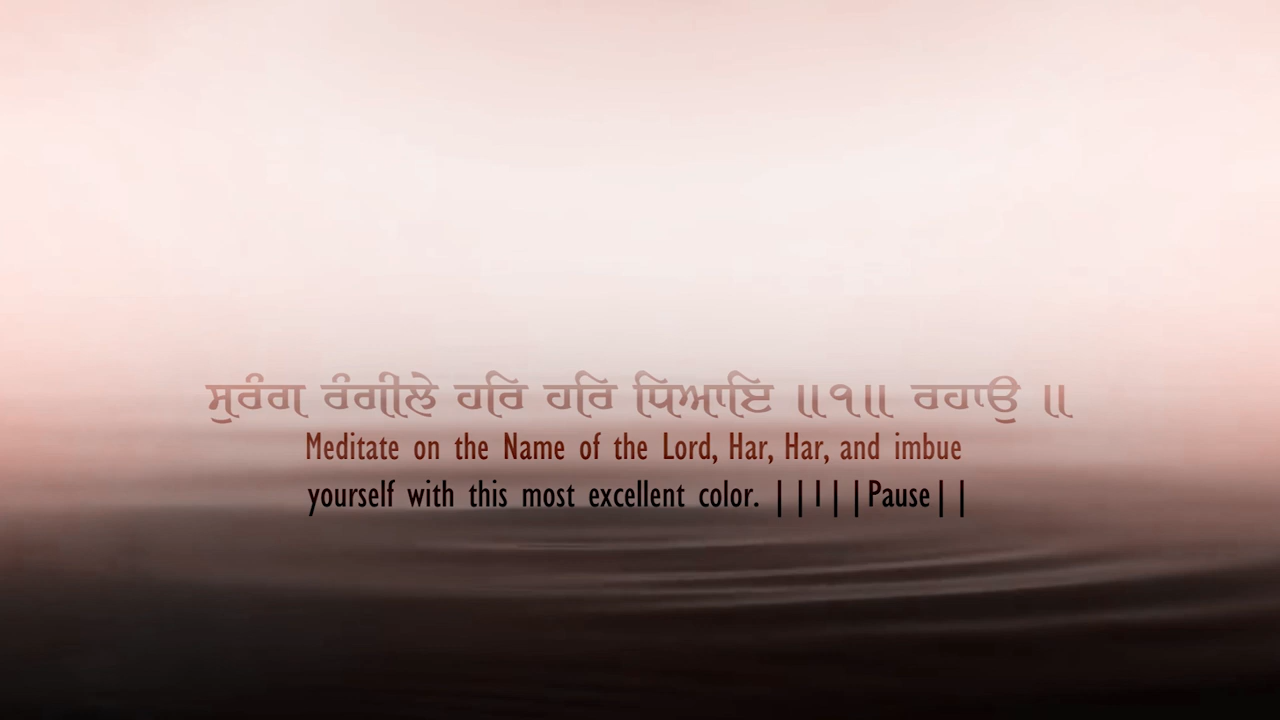 ਸੁਰੰਗ ਰੰਗੀਲੇ ਹਰਿ ਹਰਿ ਧਿਆਇ ॥੧॥ ਰਹਾਉ ॥
Meditate on the Name of the Lord, Har, Har, and imbue
yourself with this most excellent color. ||1||Pause||